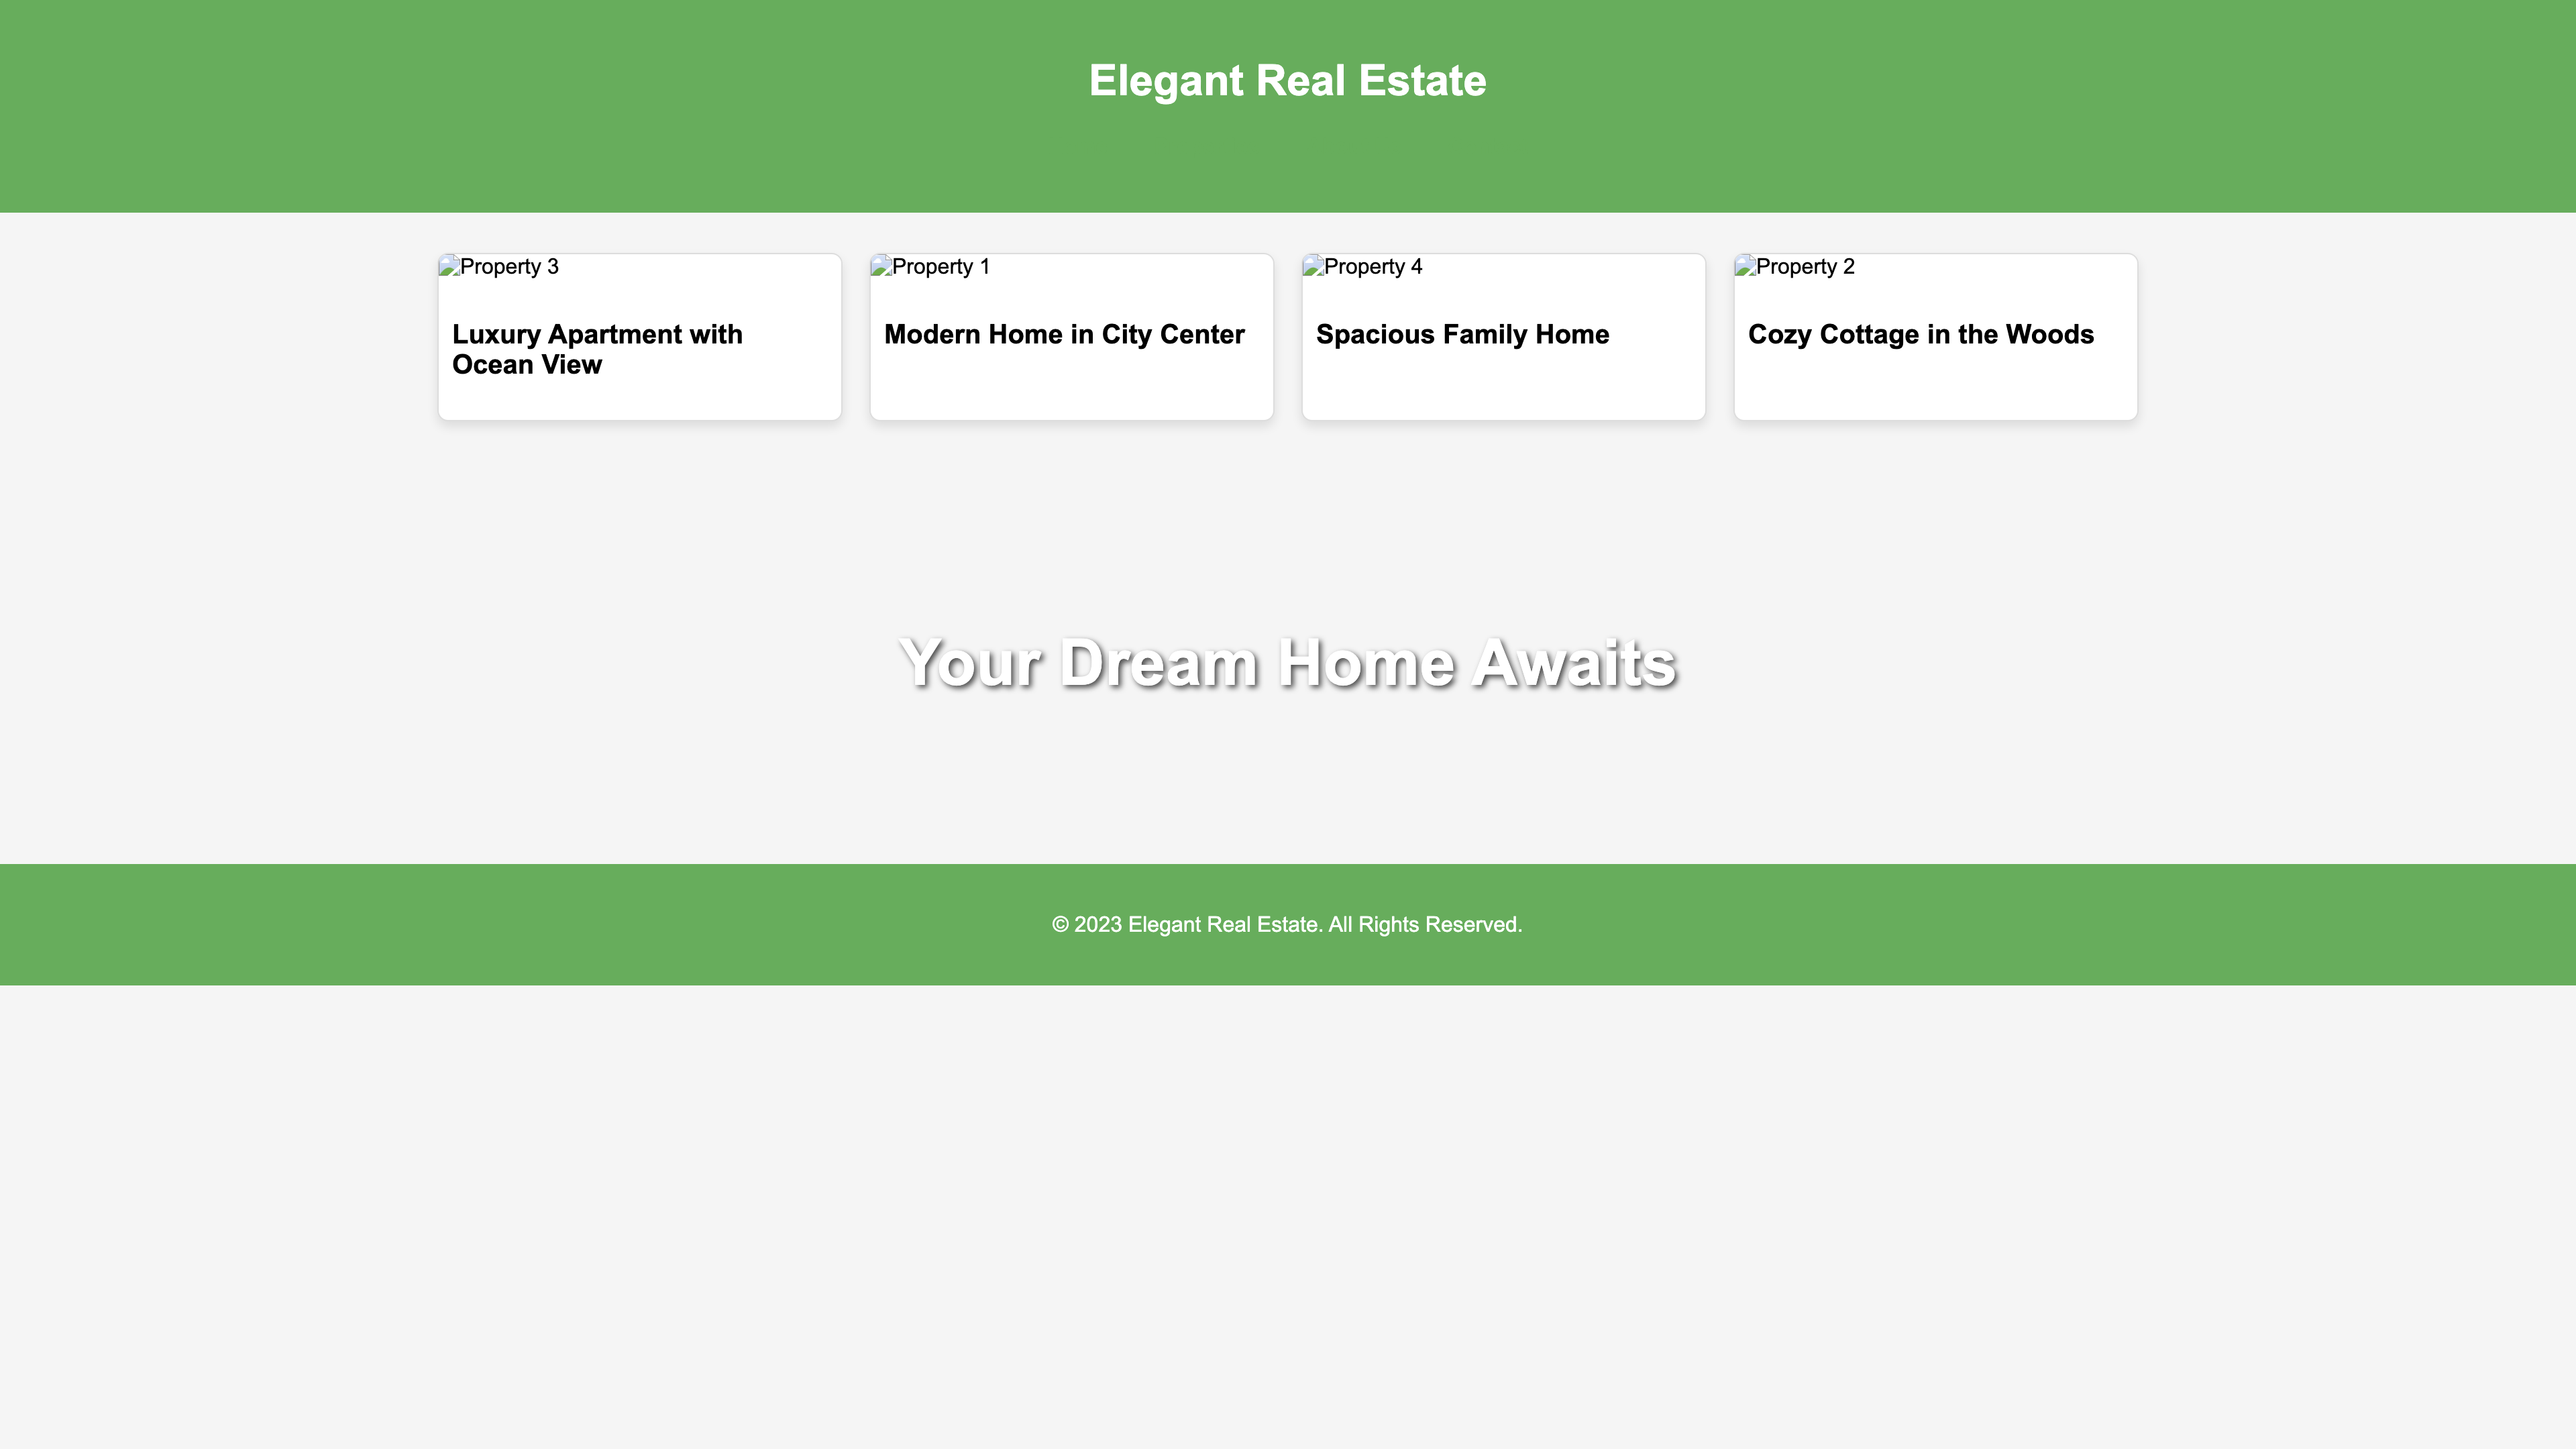 Elegant Real Estate
Property 3
Luxury Apartment with
Ocean View
Property 1
Modern Home in City Center
Property 4
Spacious Family Home
Property 2
Cozy Cottage in the Woods
Your Dream Home Awaits
© 2023 Elegant Real Estate. All Rights Reserved.